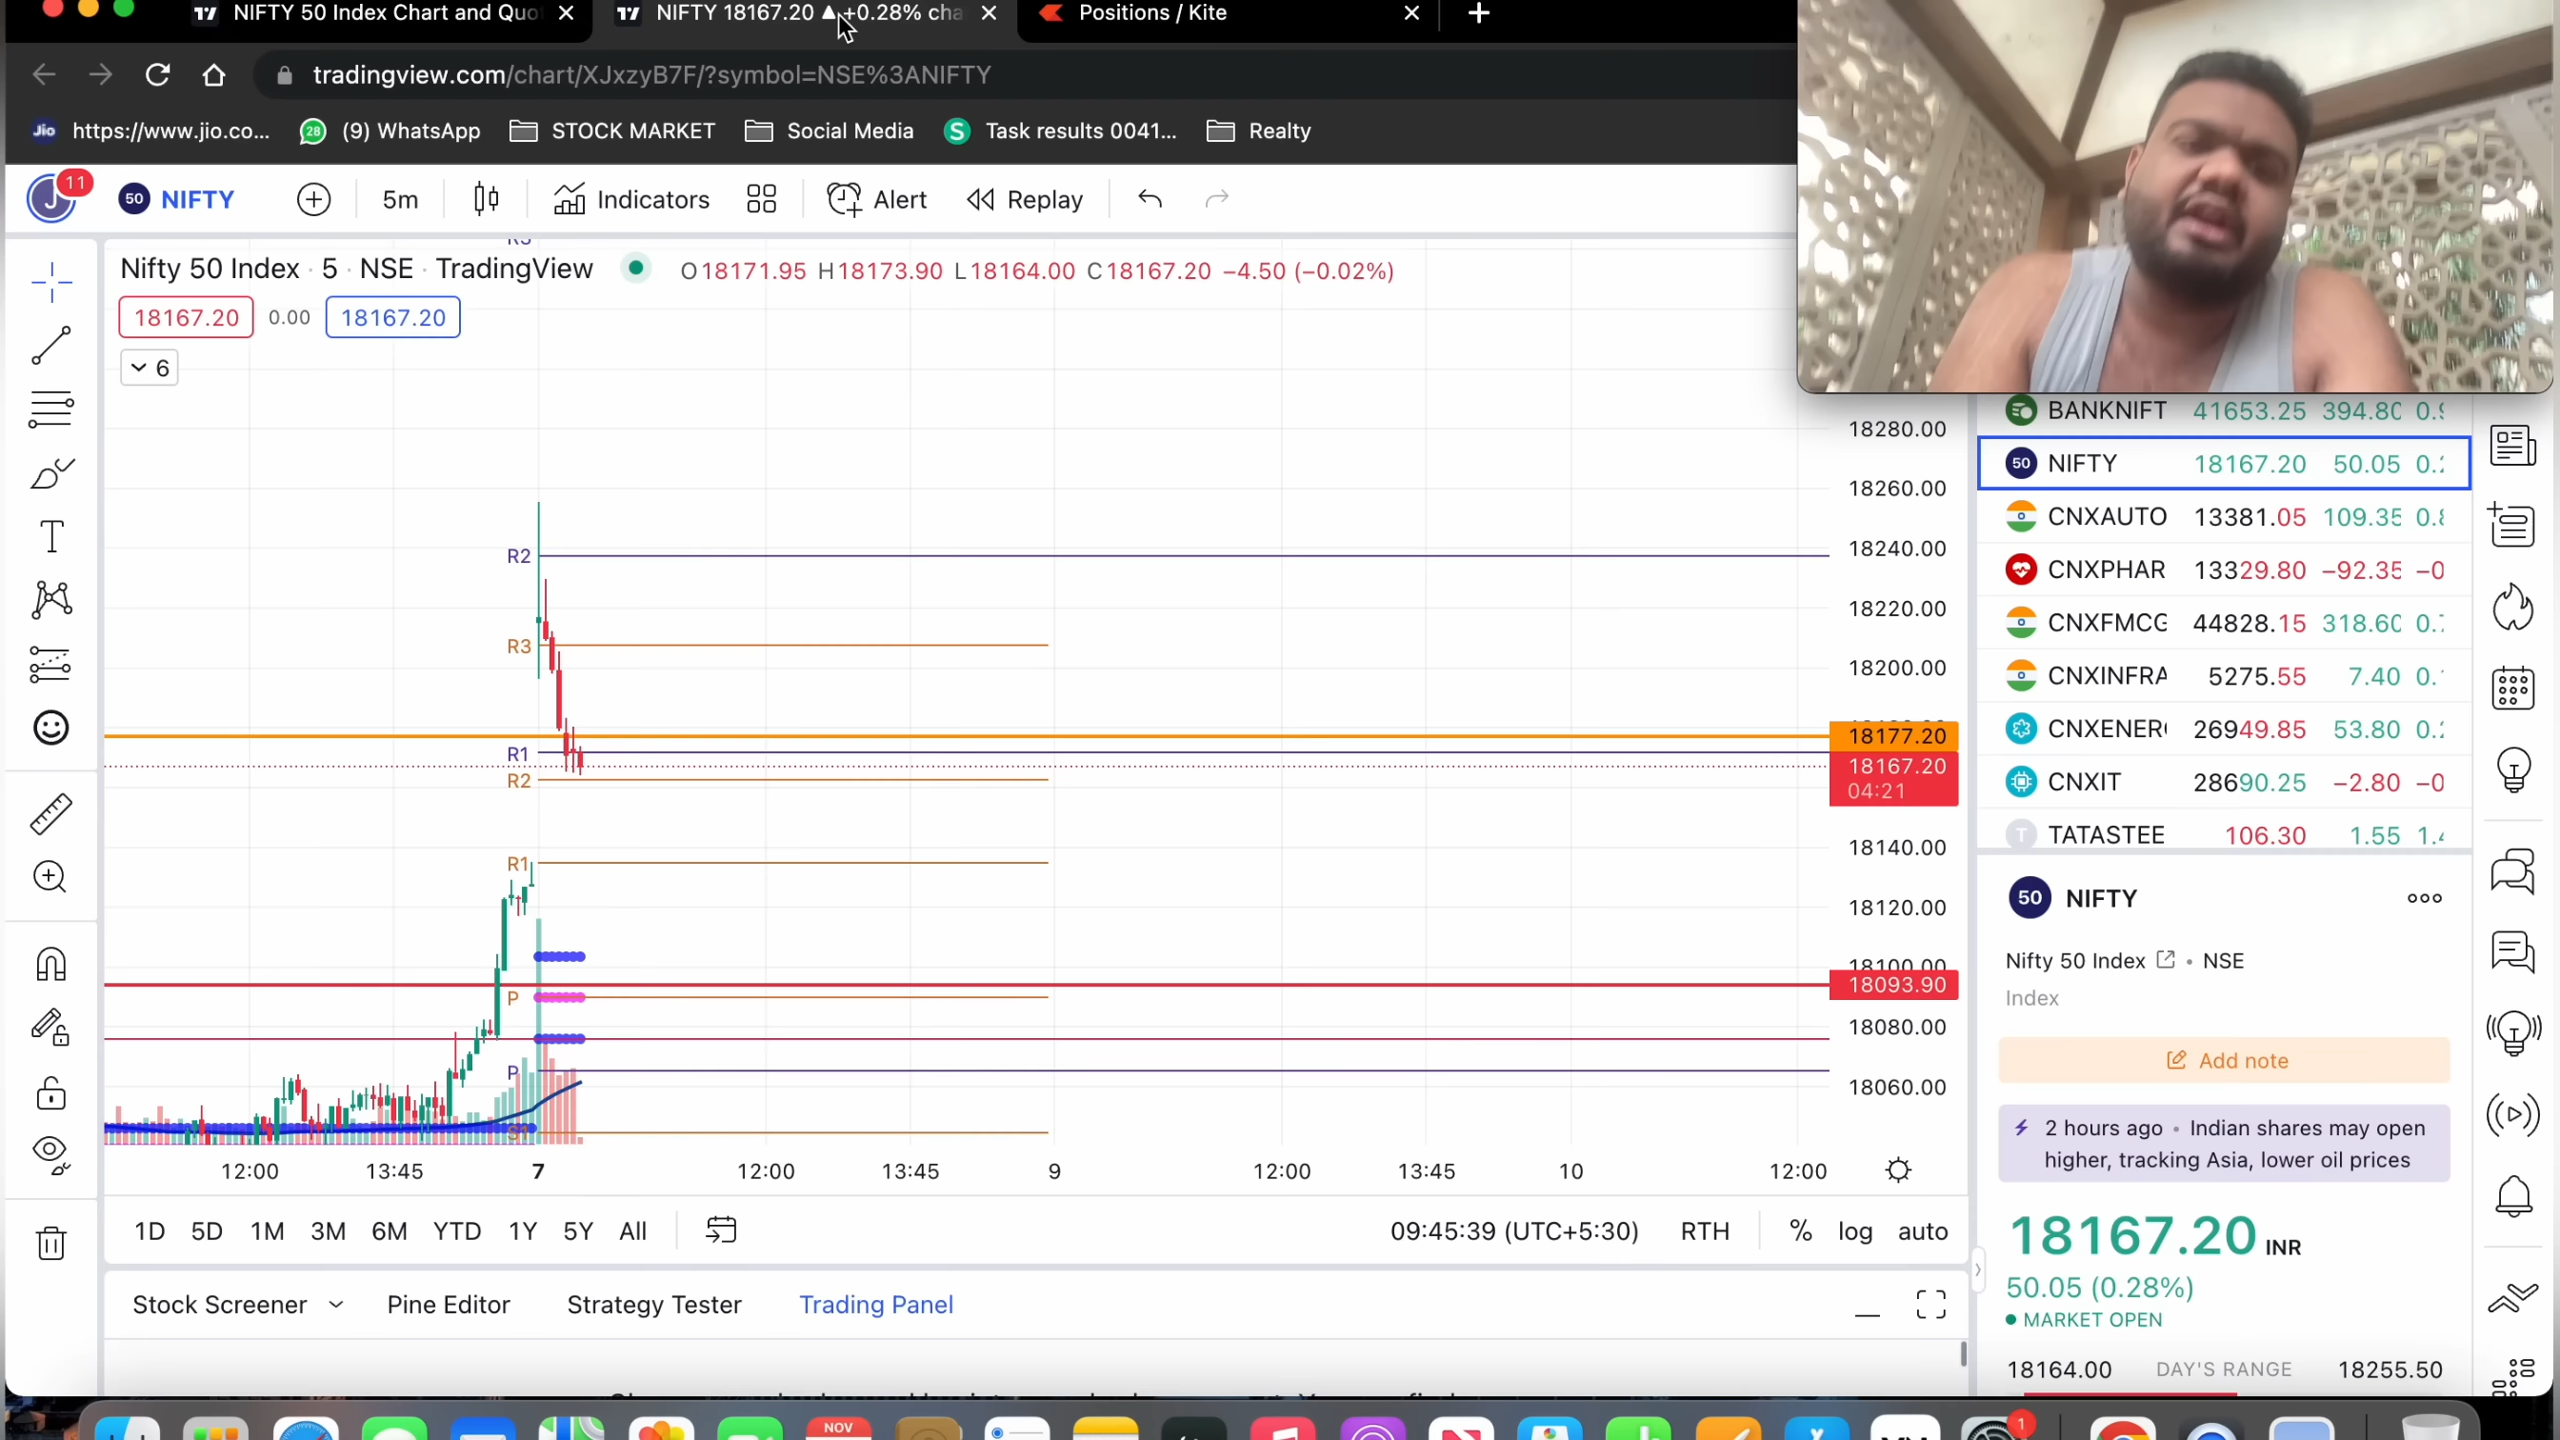 NIFTY 50 Index Chart and Quo
NIFTY 18167.20 ▲ +0.28% cha
Positions / Kite
tradingview.com/chart/XJxzyB7F/?symbol=NSE%3ANIFTY
Jio https://www.jio.co...
28 (9) WhatsApp
STOCK MARKET
Social Media
S Task results 0041...
Realty
J 11
50 NIFTY
5m
Indicators
Alert
Replay
R3
Nifty 50 Index · 5 · NSE · TradingView
O18171.95 H18173.90 L18164.00 C18167.20 −4.50 (−0.02%)
18167.20 0.00 18167.20
6
18280.00
18260.00
R2
18240.00
18220.00
R3
18200.00
18177.20
R1
18167.20
04:21
R2
18140.00
R1
18120.00
18100.00
18093.90
P
18080.00
P
18060.00
S1
12:00 13:45 7 12:00 13:45 9 12:00 13:45 10 12:00
1D 5D 1M 3M 6M YTD 1Y 5Y All
09:45:39 (UTC+5:30) RTH % log auto
Stock Screener Pine Editor Strategy Tester Trading Panel
BANKNIFT 41653.25 394.80
50 NIFTY 18167.20 50.05
CNXAUTO 13381.05 109.35
CNXPHAR 13329.80 −92.35 −0
CNXFMCG 44828.15 318.60
CNXINFRA 5275.55 7.40
CNXENER 26949.85 53.80
CNXIT 28690.25 −2.80 −0
T TATASTEE 106.30 1.55
50 NIFTY
Nifty 50 Index • NSE
Index
Add note
2 hours ago • Indian shares may open
higher, tracking Asia, lower oil prices
18167.20 INR
50.05 (0.28%)
MARKET OPEN
18164.00 DAY'S RANGE 18255.50
NOV
1